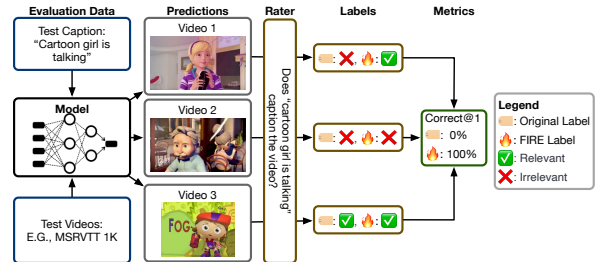 Evaluation Data
Predictions
Rater
Labels
Metrics
Test Caption:
“Cartoon girl is
talking”
Model
Test Videos:
E.g., MSRVTT 1K
Video 1
Video 2
Video 3
FOG
Does “cartoon girl is talking”
caption the video?
: , :
: , :
: , :
Correct@1
: 0%
: 100%
Legend
: Original Label
: FIRE Label
: Relevant
: Irrelevant